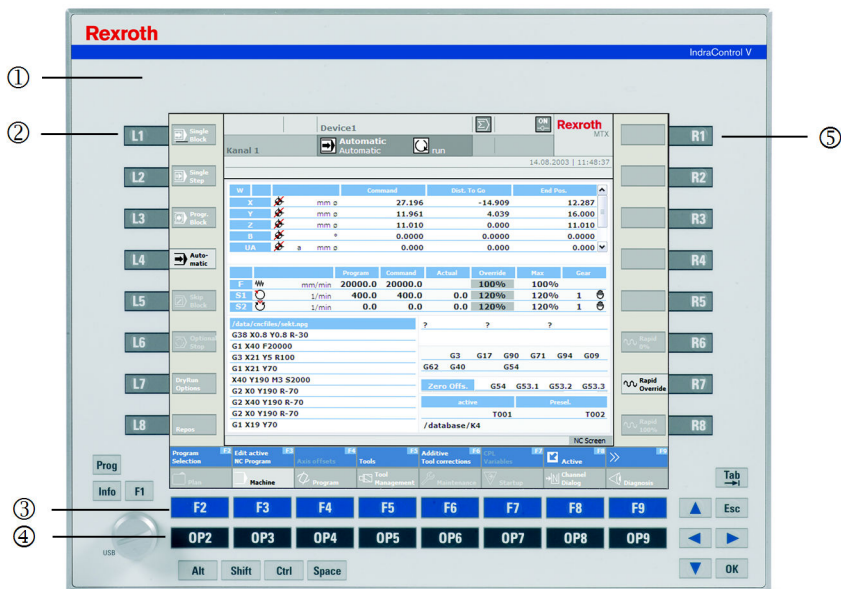 Rexroth
IndraControl V
①
②
③
④
⑤
L1
L2
L3
L4
L5
L6
L7
L8
Single Block
Single Step
Progr. Block
Auto-matic
Skip Block
Optional Stop
DryRun Options
Repos
Device1
ON
Rexroth
MTX
Kanal 1
Automatic
Automatic
run
14.08.2003 | 11:48:37
W Command Dist. To Go End Pos.
X mm ø 27.196 -14.909 12.287
Y mm ø 11.961 4.039 16.000
Z mm ø 11.010 0.000 11.010
B ° 0.0000 0.0000 0.0000
UA a mm ø 0.000 0.000 0.000
Program Command Actual Override Max Gear
F mm/min 20000.0 20000.0 100% 100%
S1 1/min 400.0 400.0 0.0 120% 120% 1
S2 1/min 0.0 0.0 0.0 120% 120% 1
G38 X0.8 Y0.8 R-30
G1 X40 F20000
G3 X21 Y5 R100
G1 X21 Y70
X40 Y190 M3 S2000
G2 X0 Y190 R-70
G2 X40 Y190 R-70
G2 X0 Y190 R-70
G1 X19 Y70
? ? ?
G3 G17 G90 G71 G94 G09
G62 G40 G54
Zero Offs. G54 G53.1 G53.2 G53.3
active Presel.
T001 T002
/database/K4
NC Screen
Rapid 0%
Rapid Override
Rapid 100%
R1
R2
R3
R4
R5
R6
R7
R8
Program Selection F2
Edit active NC Program F3
Axis offsets F4
Tools F5
Additive Tool corrections F6
CPL Variables F7
Active F8
>> F9
Plan
Machine
Program
Tool Management
Maintenance
Startup
Channel Dialog
Diagnosis
Prog
Info F1
Tab
Esc
OK
F2 F3 F4 F5 F6 F7 F8 F9
OP2 OP3 OP4 OP5 OP6 OP7 OP8 OP9
USB
Alt Shift Ctrl Space